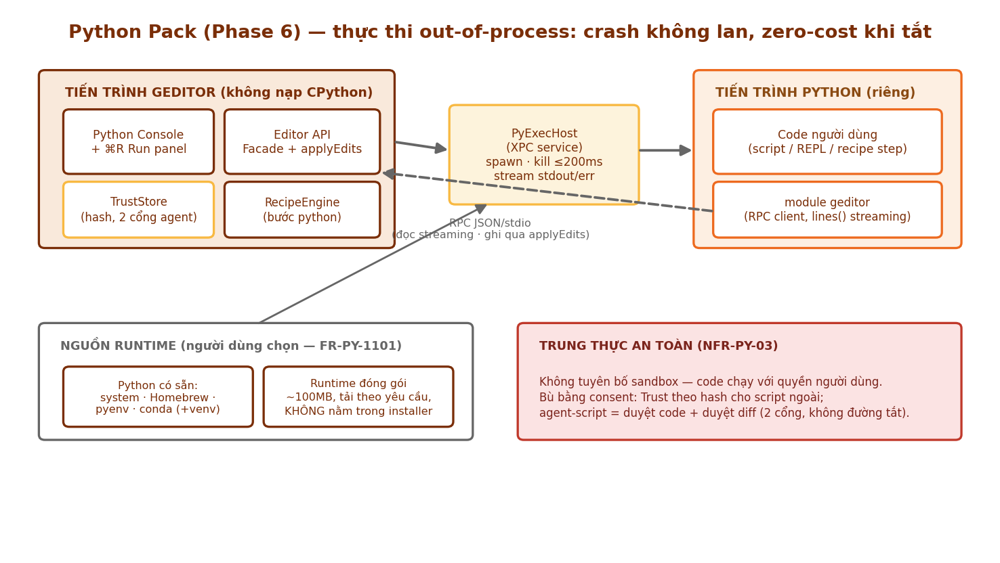 Python Pack (Phase 6) — thực thi out-of-process: crash không lan, zero-cost khi tắt
TIẾN TRÌNH GEDITOR (không nạp CPython)
Python Console
+ ⌘R Run panel
Editor API
Facade + applyEdits
TrustStore
(hash, 2 cổng agent)
RecipeEngine
(bước python)
PyExecHost
(XPC service)
spawn · kill ≤200ms
stream stdout/err
RPC JSON/stdio
(đọc streaming · ghi qua applyEdits)
TIẾN TRÌNH PYTHON (riêng)
Code người dùng
(script / REPL / recipe step)
module geditor
(RPC client, lines() streaming)
NGUỒN RUNTIME (người dùng chọn — FR-PY-1101)
Python có sẵn:
system · Homebrew ·
pyenv · conda (+venv)
Runtime đóng gói
~100MB, tải theo yêu cầu,
KHÔNG nằm trong installer
TRUNG THỰC AN TOÀN (NFR-PY-03)
Không tuyên bố sandbox — code chạy với quyền người dùng.
Bù bằng consent: Trust theo hash cho script ngoài;
agent-script = duyệt code + duyệt diff (2 cổng, không đường tắt).